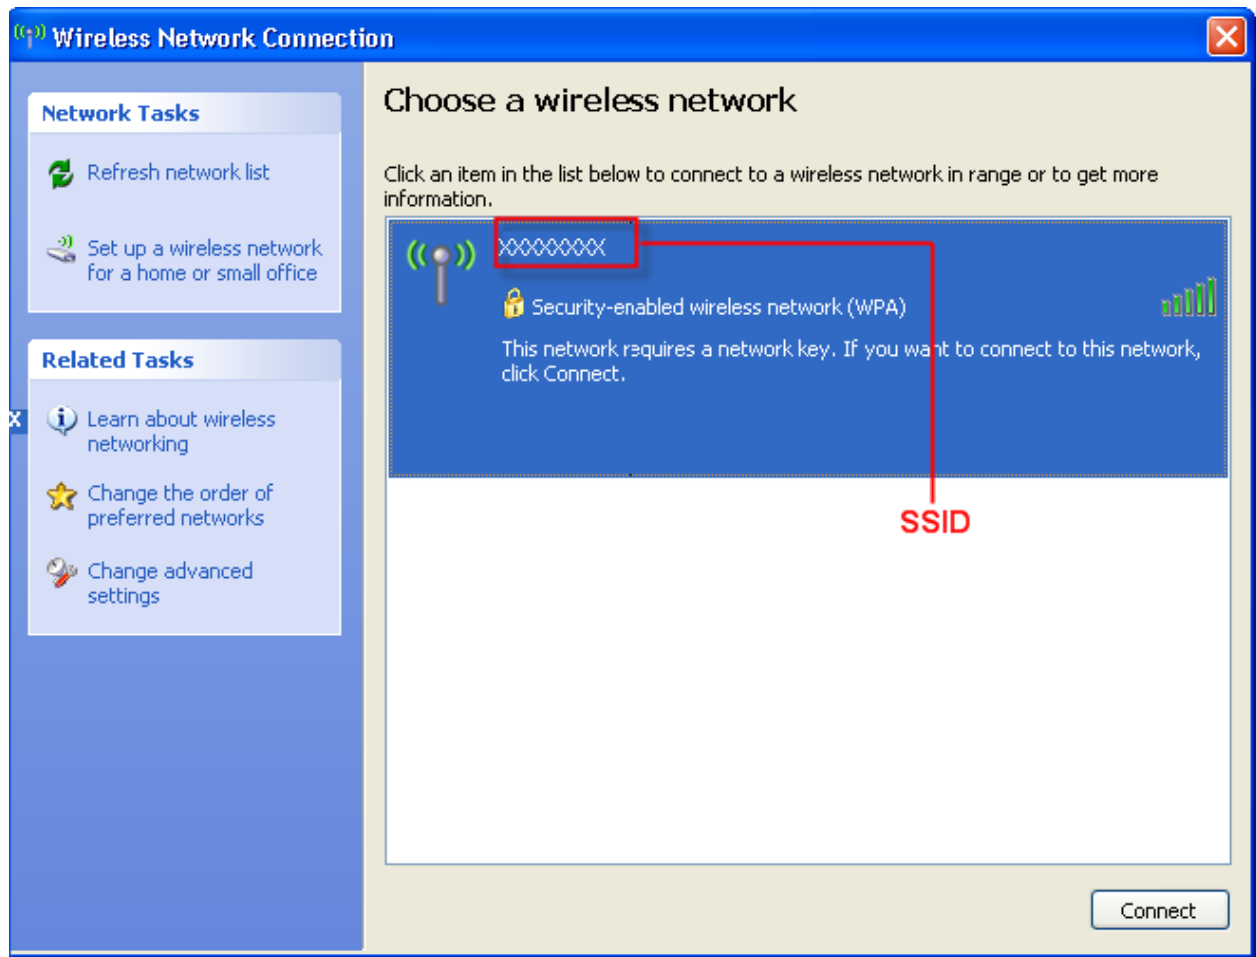 Wireless Network Connection
Network Tasks
Refresh network list
Set up a wireless network
for a home or small office
Related Tasks
Learn about wireless
networking
Change the order of
preferred networks
Change advanced
settings
X
Choose a wireless network
Click an item in the list below to connect to a wireless network in range or to get more
information.
XXXXXXXXX
Security-enabled wireless network (WPA)
This network requires a network key. If you want to connect to this network,
click Connect.
SSID
Connect